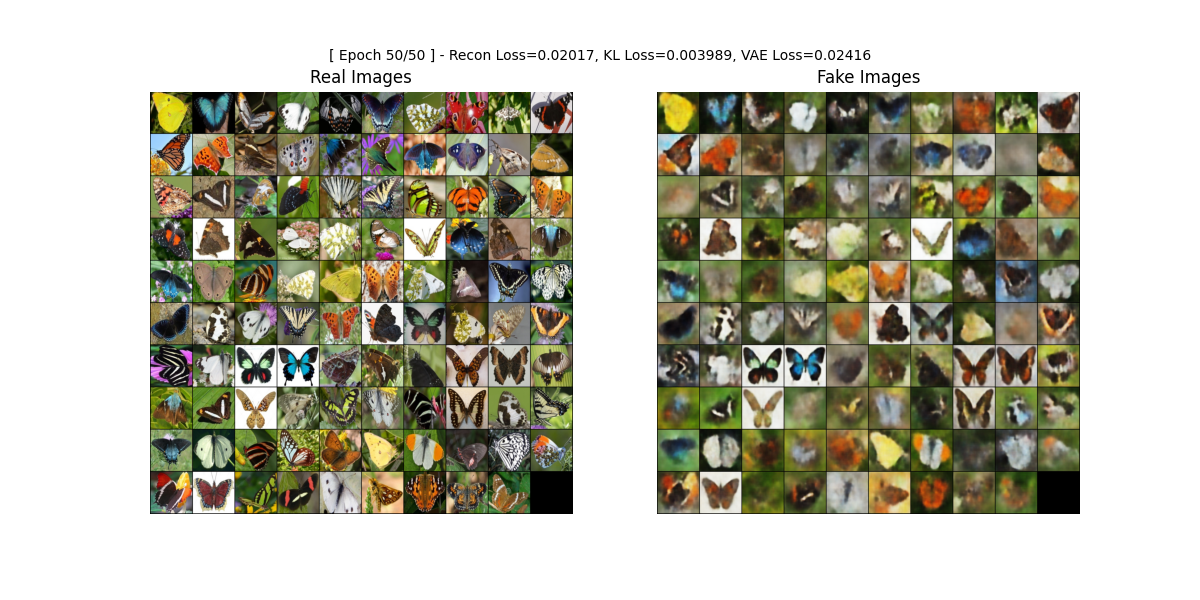 [ Epoch 50/50 ] - Recon Loss=0.02017, KL Loss=0.003989, VAE Loss=0.02416
Real Images
Fake Images